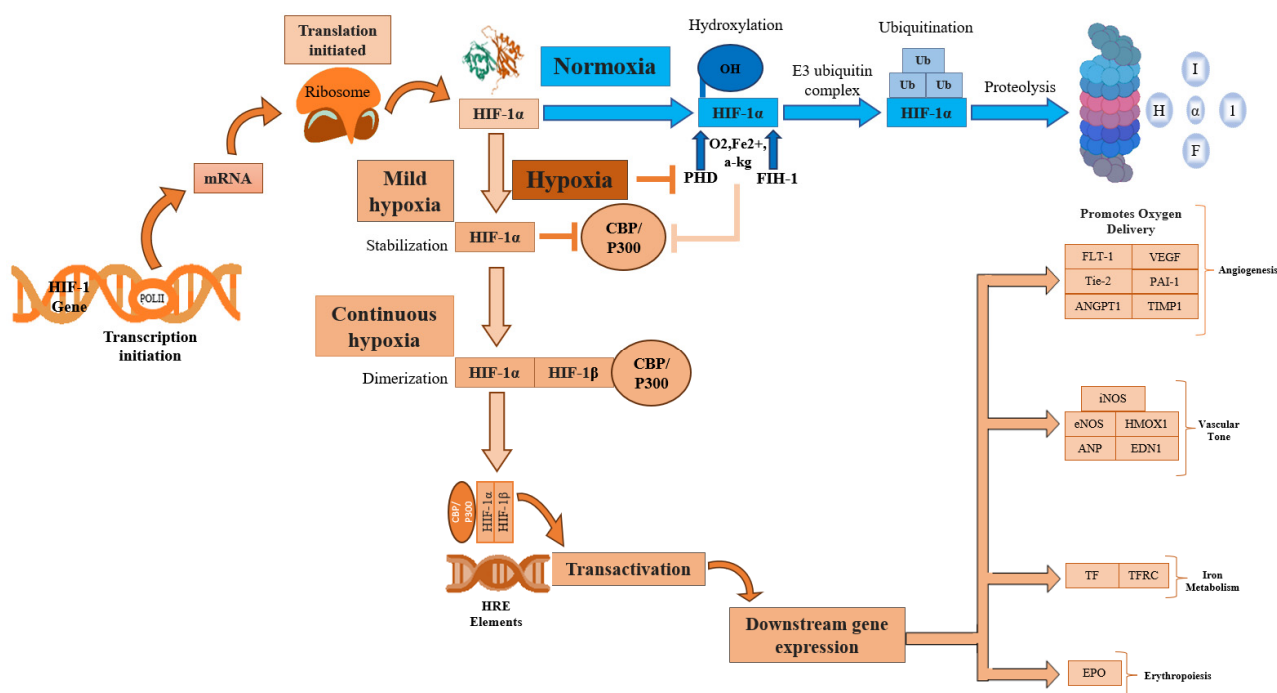 HIF-1
Gene
POLII
Transcription
initiation
mRNA
Translation
initiated
Ribosome
HIF-1α
Normoxia
Hydroxylation
OH
HIF-1α
O2,Fe2+,
a-kg
PHD
FIH-1
E3 ubiquitin
complex
Ubiquitination
Ub
Ub
Ub
HIF-1α
Proteolysis
I
H
α
1
F
Mild
hypoxia
Hypoxia
Stabilization
HIF-1α
CBP/
P300
Continuous
hypoxia
Dimerization
HIF-1α
HIF-1β
CBP/
P300
CBP/
P300
HIF-1α
HIF-1β
HRE
Elements
Transactivation
Downstream gene
expression
Promotes Oxygen
Delivery
FLT-1
VEGF
Tie-2
PAI-1
ANGPT1
TIMP1
Angiogenesis
iNOS
eNOS
HMOX1
ANP
EDN1
Vascular
Tone
TF
TFRC
Iron
Metabolism
EPO
Erythropoiesis